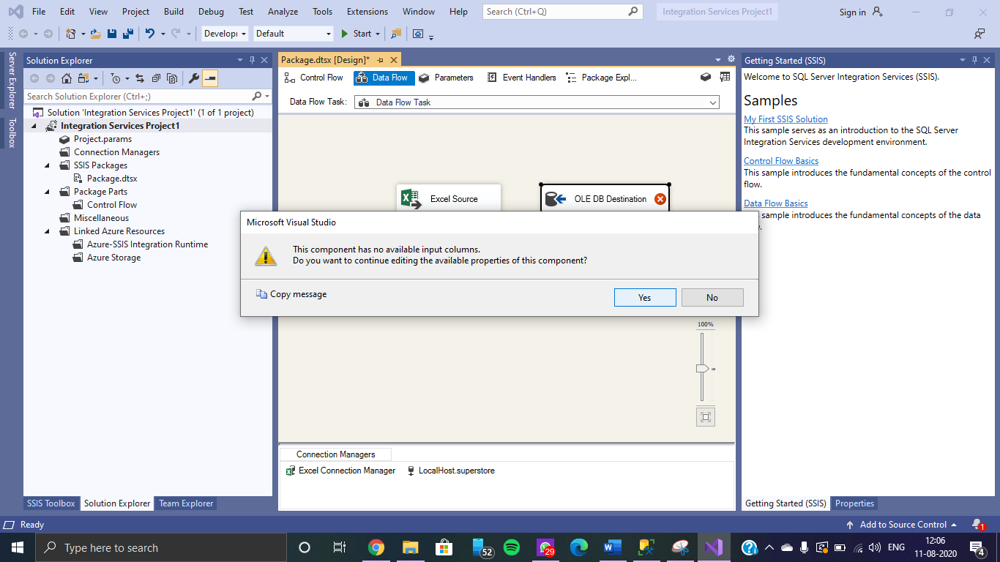 File Edit View Project Build Debug Test Analyze Tools Extensions Window Help Search (Ctrl+Q) Integration Services Project1 Sign in
Developı Default Start
Server Explorer
Toolbox
Solution Explorer
Search Solution Explorer (Ctrl+;)
Solution 'Integration Services Project1' (1 of 1 project)
Integration Services Project1
Project.params
Connection Managers
SSIS Packages
Package.dtsx
Package Parts
Control Flow
Miscellaneous
Linked Azure Resources
Azure-SSIS Integration Runtime
Azure Storage
SSIS Toolbox Solution Explorer Team Explorer
Package.dtsx [Design]*
Control Flow Data Flow Parameters Event Handlers Package Expl...
Data Flow Task: Data Flow Task
Excel Source OLE DB Destination
Microsoft Visual Studio
This component has no available input columns.
Do you want to continue editing the available properties of this component?
Copy message Yes No
100%
Connection Managers
Excel Connection Manager LocalHost.superstore
Getting Started (SSIS)
Welcome to SQL Server Integration Services (SSIS).
Samples
My First SSIS Solution
This sample serves as an introduction to the SQL Server
Integration Services development environment.
Control Flow Basics
This sample introduces the fundamental concepts of the control
flow.
Data Flow Basics
sample introduces the fundamental concepts of the data
Getting Started (SSIS) Properties
Ready Add to Source Control 1
Type here to search 52 29 ENG 12:06
11-08-2020 4